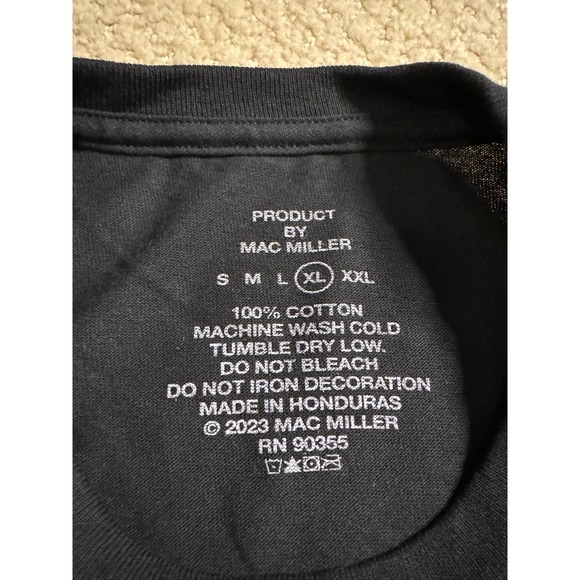 PRODUCT
BY
MAC MILLER
S M L XL XXL
100% COTTON
MACHINE WASH COLD
TUMBLE DRY LOW.
DO NOT BLEACH
DO NOT IRON DECORATION
MADE IN HONDURAS
© 2023 MAC MILLER
RN 90355